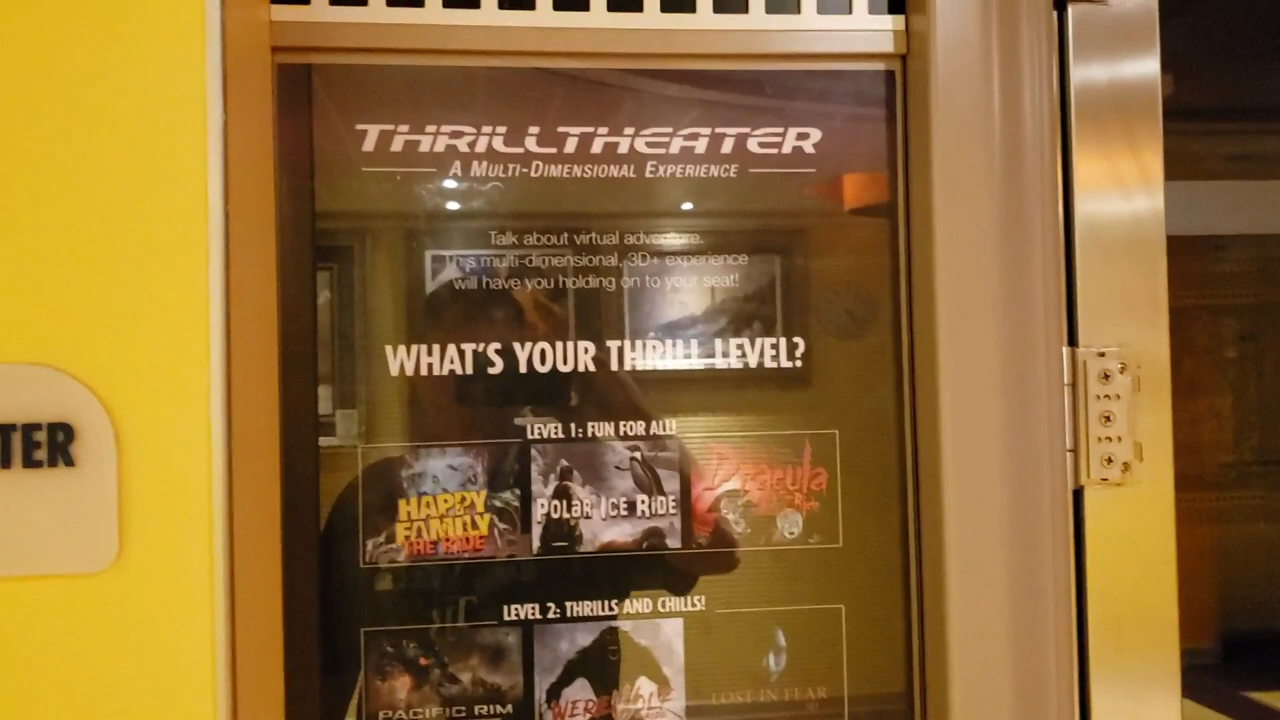 THRILLTHEATER
A MULTI-DIMENSIONAL EXPERIENCE
Talk about virtual adventure.
This multi-dimensional, 3D+ experience
will have you holding on to your seat!
WHAT'S YOUR THRILL LEVEL?
LEVEL 1: FUN FOR ALL!
TER
HAPPY
FAMILY
THE RIDE
POLAR ICE RIDE
Dracula
LEVEL 2: THRILLS AND CHILLS!
PACIFIC RIM
WEREWOLF
LOST IN FEAR